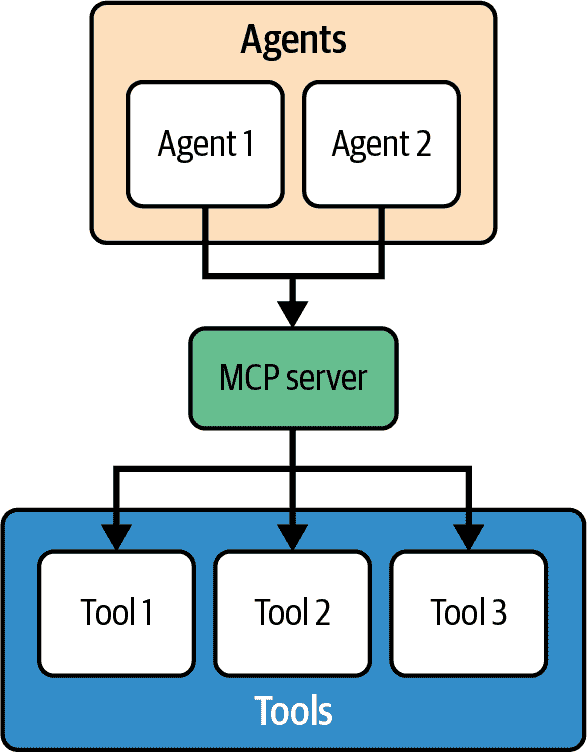 Agents
Agent 1
Agent 2
MCP server
Tool 1
Tool 2
Tool 3
Tools